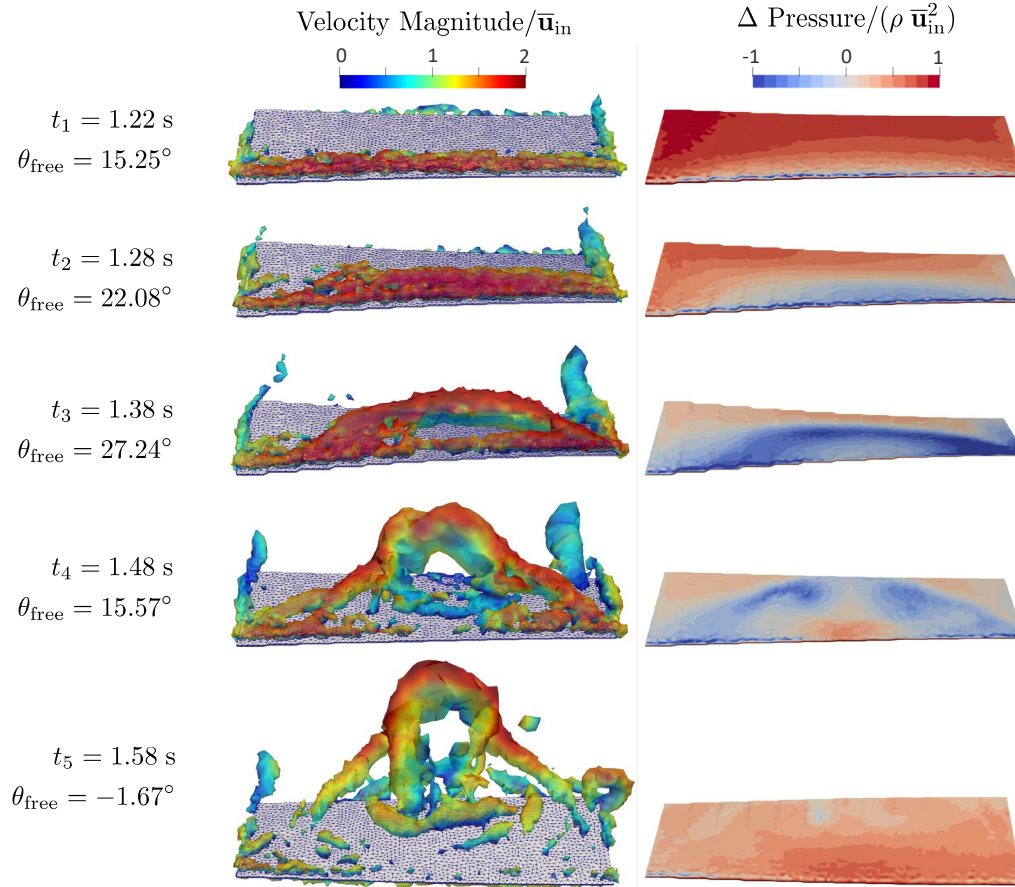 Velocity Magnitude/u̅_in
Δ Pressure/(ρ u̅²_in)
0 1 2
-1 0 1
t₁ = 1.22 s
θ_free = 15.25°
t₂ = 1.28 s
θ_free = 22.08°
t₃ = 1.38 s
θ_free = 27.24°
t₄ = 1.48 s
θ_free = 15.57°
t₅ = 1.58 s
θ_free = −1.67°